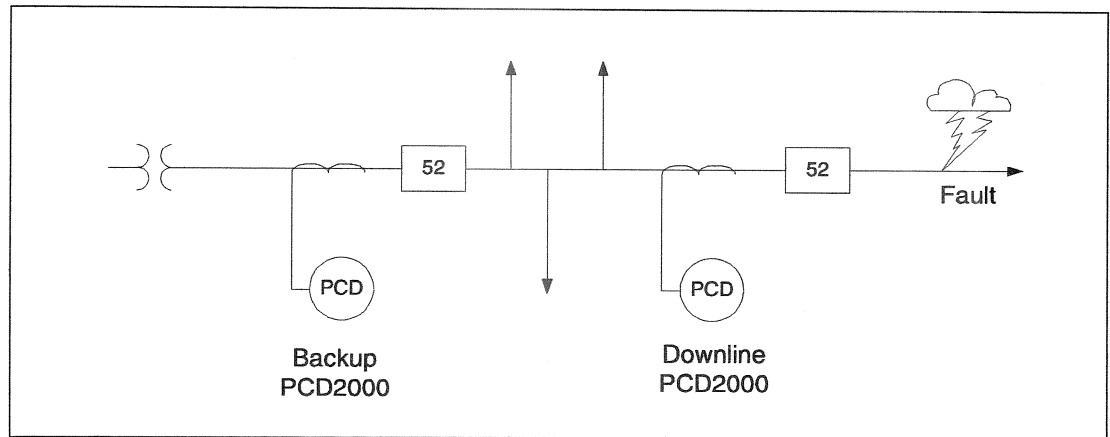 52
52
Fault
PCD
PCD
Backup
PCD2000
Downline
PCD2000